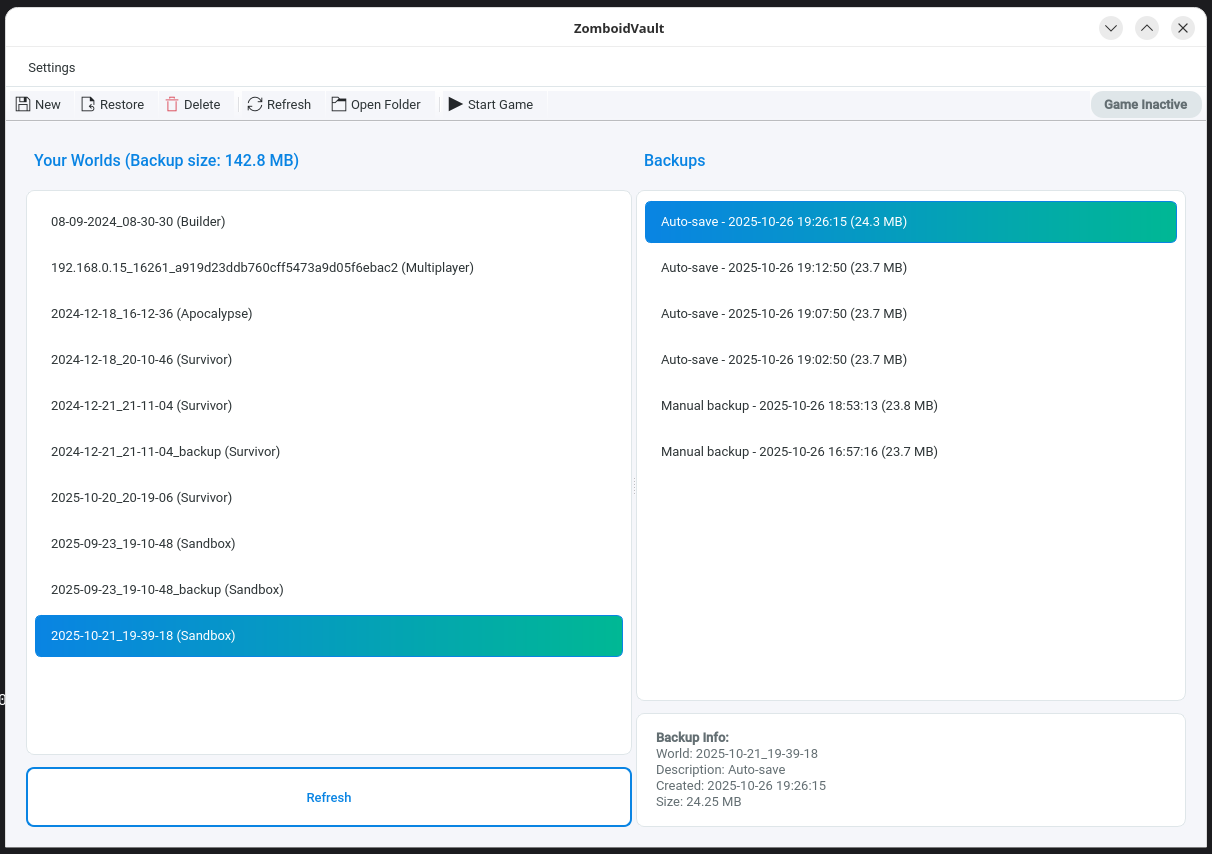 ZomboidVault
Settings
New Restore Delete Refresh Open Folder Start Game Game Inactive
Your Worlds (Backup size: 142.8 MB)
08-09-2024_08-30-30 (Builder)
192.168.0.15_16261_a919d23ddb760cff5473a9d05f6ebac2 (Multiplayer)
2024-12-18_16-12-36 (Apocalypse)
2024-12-18_20-10-46 (Survivor)
2024-12-21_21-11-04 (Survivor)
2024-12-21_21-11-04_backup (Survivor)
2025-10-20_20-19-06 (Survivor)
2025-09-23_19-10-48 (Sandbox)
2025-09-23_19-10-48_backup (Sandbox)
2025-10-21_19-39-18 (Sandbox)
Refresh
Backups
Auto-save - 2025-10-26 19:26:15 (24.3 MB)
Auto-save - 2025-10-26 19:12:50 (23.7 MB)
Auto-save - 2025-10-26 19:07:50 (23.7 MB)
Auto-save - 2025-10-26 19:02:50 (23.7 MB)
Manual backup - 2025-10-26 18:53:13 (23.8 MB)
Manual backup - 2025-10-26 16:57:16 (23.7 MB)
Backup Info:
World: 2025-10-21_19-39-18
Description: Auto-save
Created: 2025-10-26 19:26:15
Size: 24.25 MB